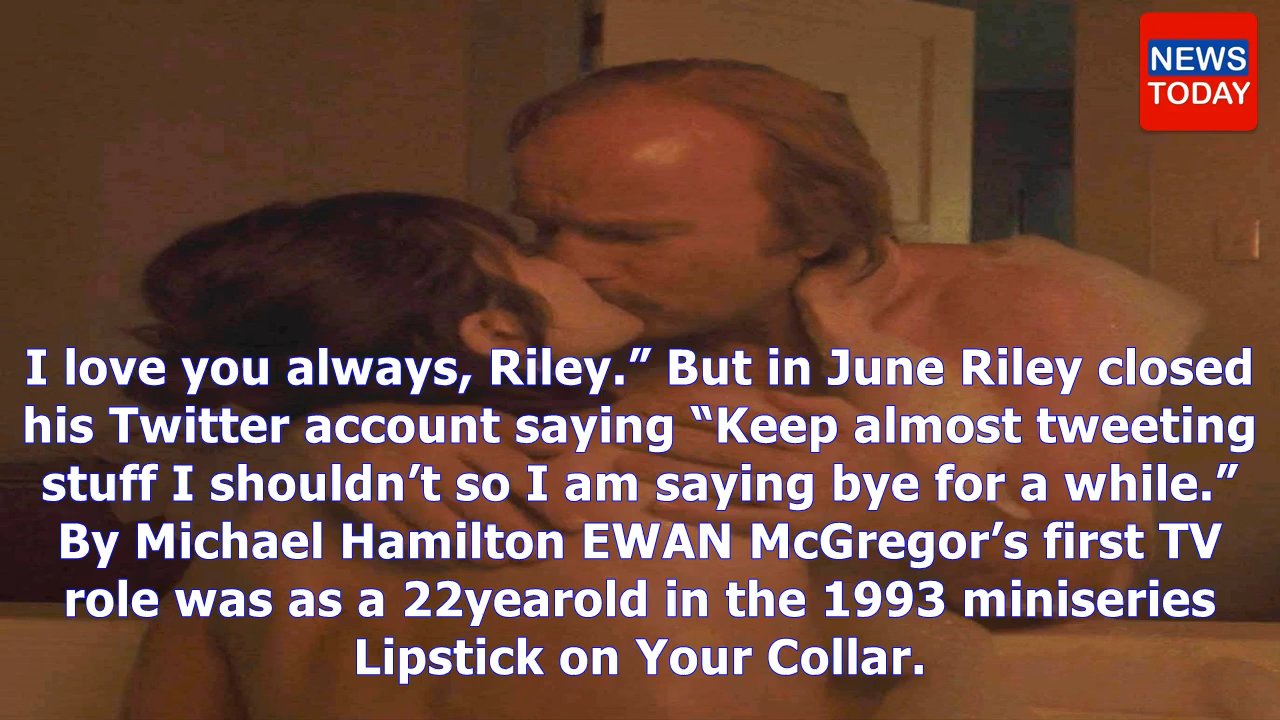 NEWS
TODAY
I love you always, Riley.” But in June Riley closed
his Twitter account saying “Keep almost tweeting
stuff I shouldn’t so I am saying bye for a while.”
By Michael Hamilton EWAN McGregor’s first TV
role was as a 22yearold in the 1993 miniseries
Lipstick on Your Collar.